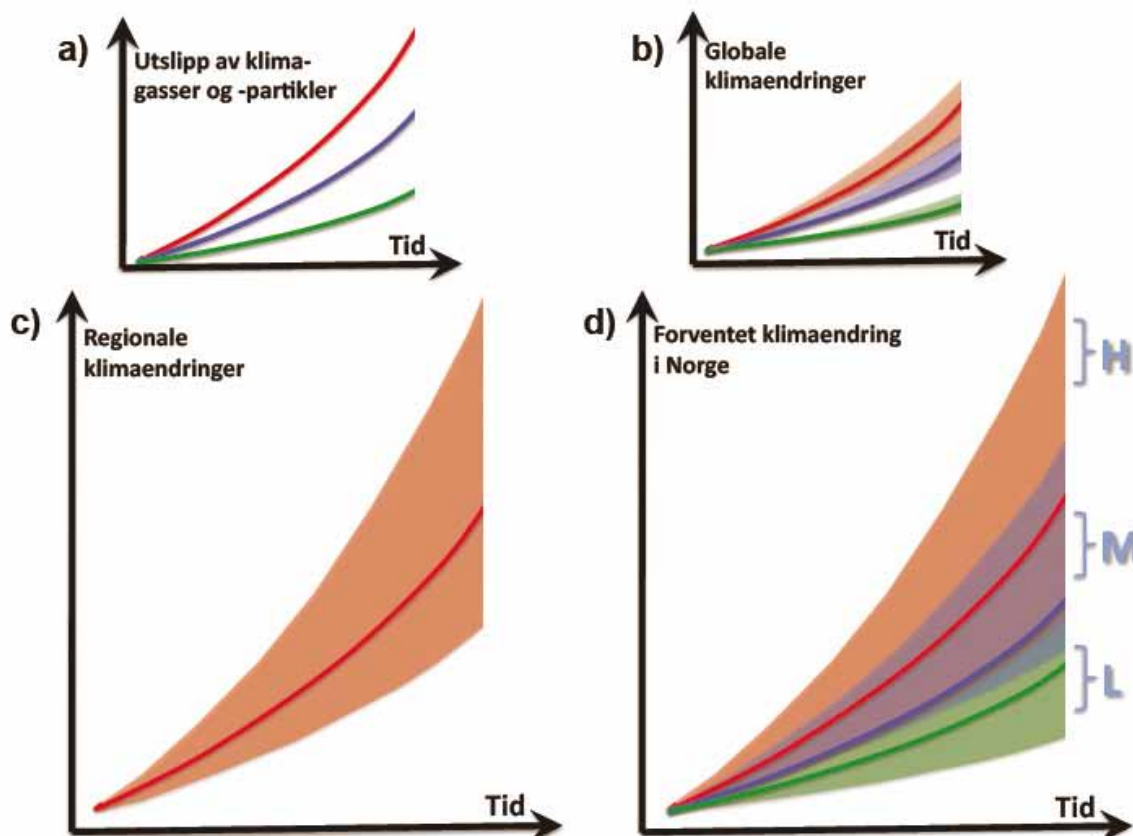 a)
Utslipp av klima-
gasser og -partikler
Tid
b)
Globale
klimaendringer
Tid
c)
Regionale
klimaendringer
Tid
d)
Forventet klimaendring
i Norge
H
M
L
Tid